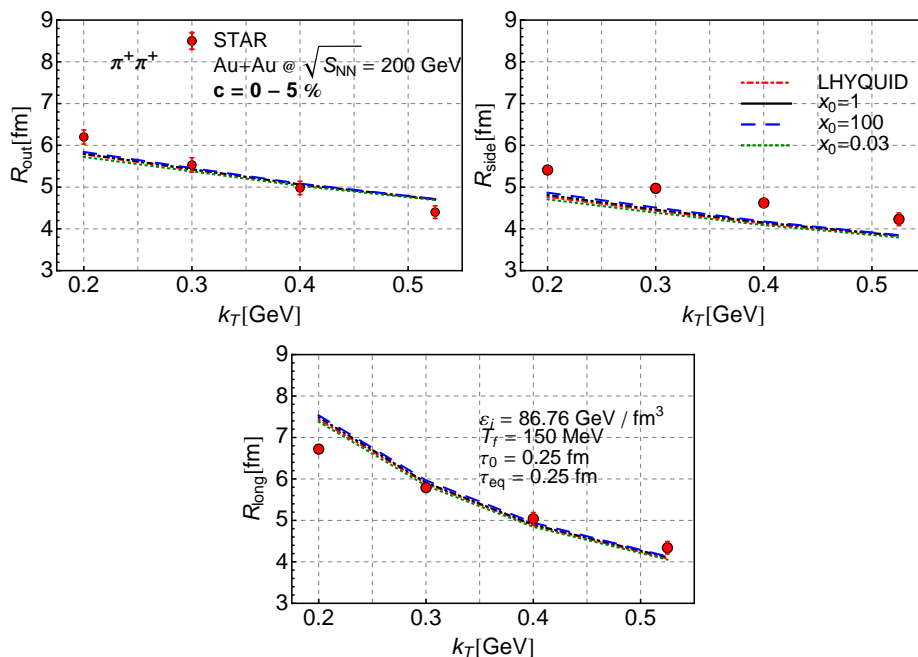 9
8
7
6
5
4
3
R_out[fm]
π⁺π⁺
STAR
Au+Au @ √S_NN = 200 GeV
c = 0 – 5 %
0.2 0.3 0.4 0.5
k_T[GeV]
9
8
7
6
5
4
3
R_side[fm]
LHYQUID
x₀=1
x₀=100
x₀=0.03
0.2 0.3 0.4 0.5
k_T[GeV]
9
8
7
6
5
4
3
R_long[fm]
ε_i = 86.76 GeV / fm³
T_f = 150 MeV
τ₀ = 0.25 fm
τ_eq = 0.25 fm
0.2 0.3 0.4 0.5
k_T[GeV]